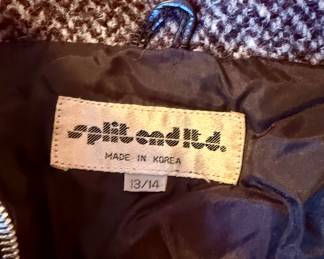 split end ltd.
MADE IN KOREA
13/14